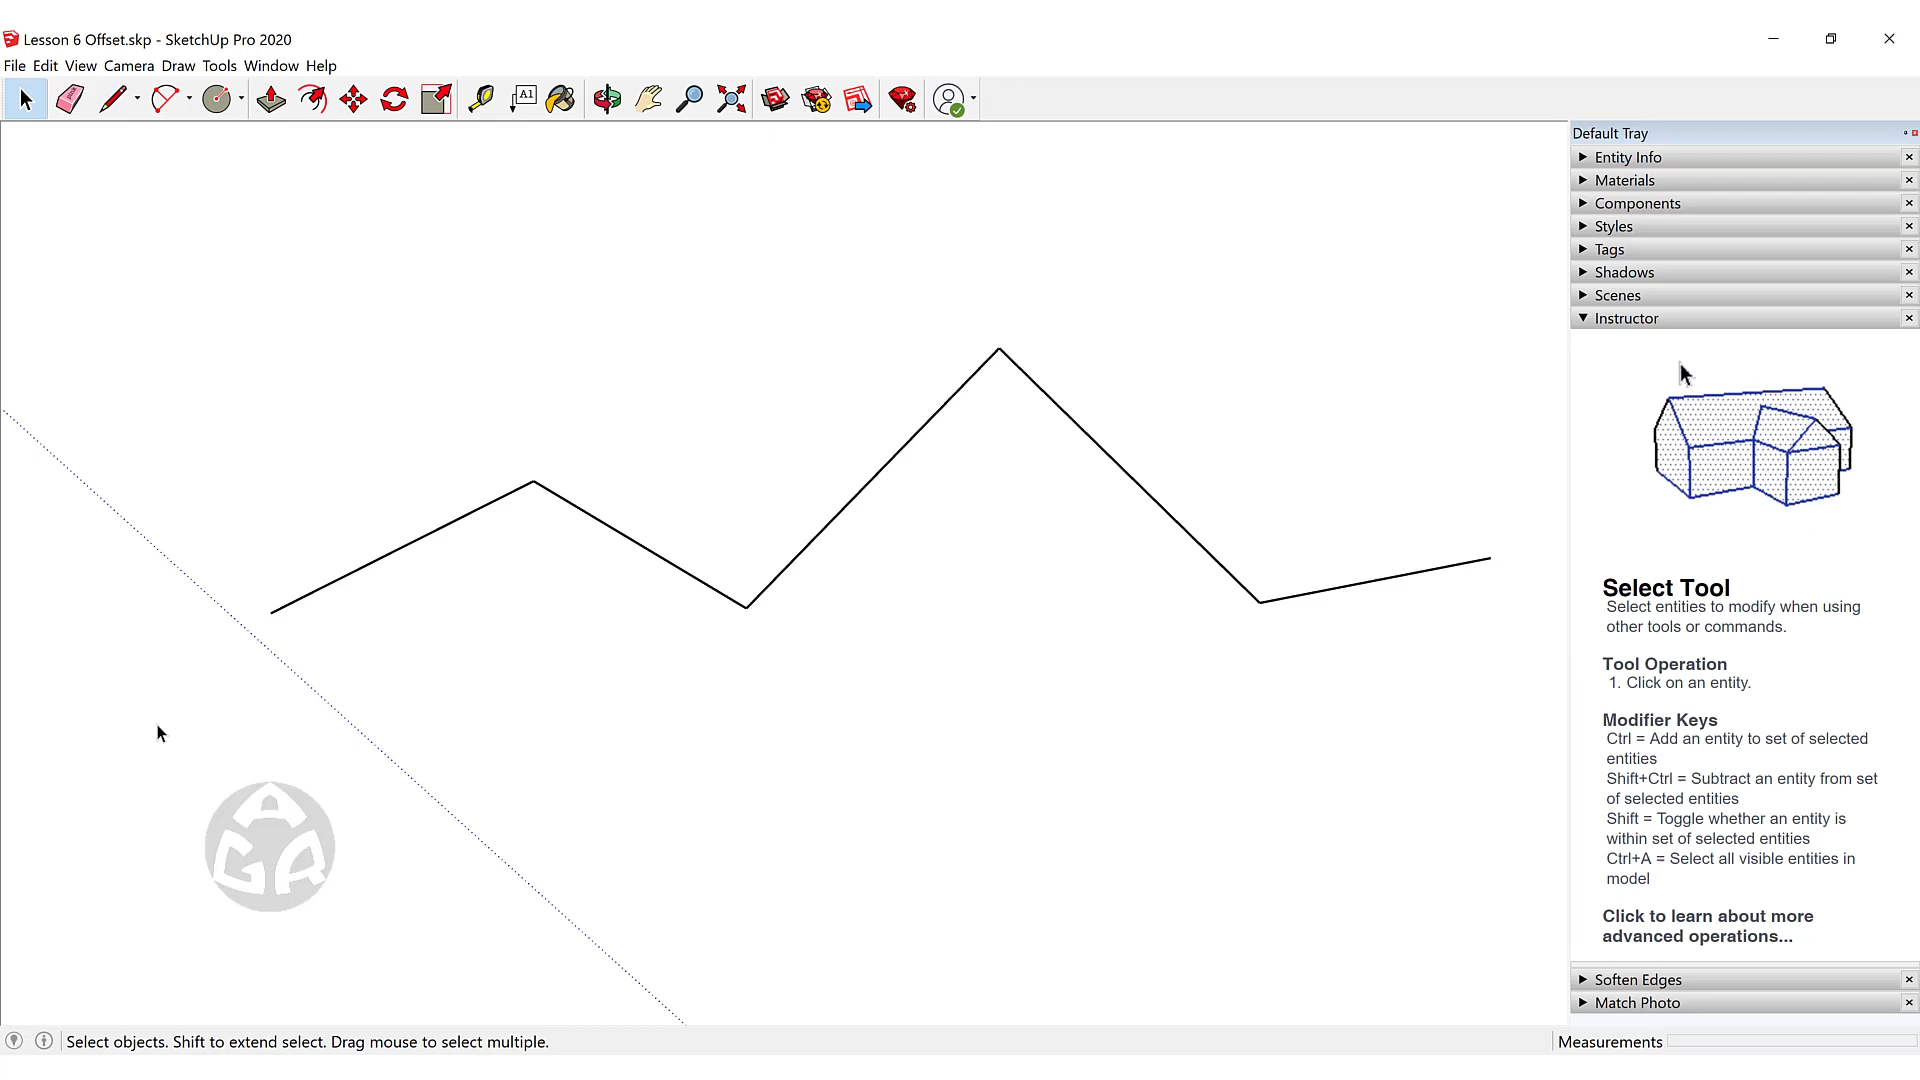 Lesson 6 Offset.skp - SketchUp Pro 2020
File Edit View Camera Draw Tools Window Help
A1
Default Tray
Entity Info
Materials
Components
Styles
Tags
Shadows
Scenes
Instructor
Select Tool
Select entities to modify when using
other tools or commands.
Tool Operation
1. Click on an entity.
Modifier Keys
Ctrl = Add an entity to set of selected
entities
Shift+Ctrl = Subtract an entity from set
of selected entities
Shift = Toggle whether an entity is
within set of selected entities
Ctrl+A = Select all visible entities in
model
Click to learn about more
advanced operations...
GAR
Soften Edges
Match Photo
Select objects. Shift to extend select. Drag mouse to select multiple.
Measurements